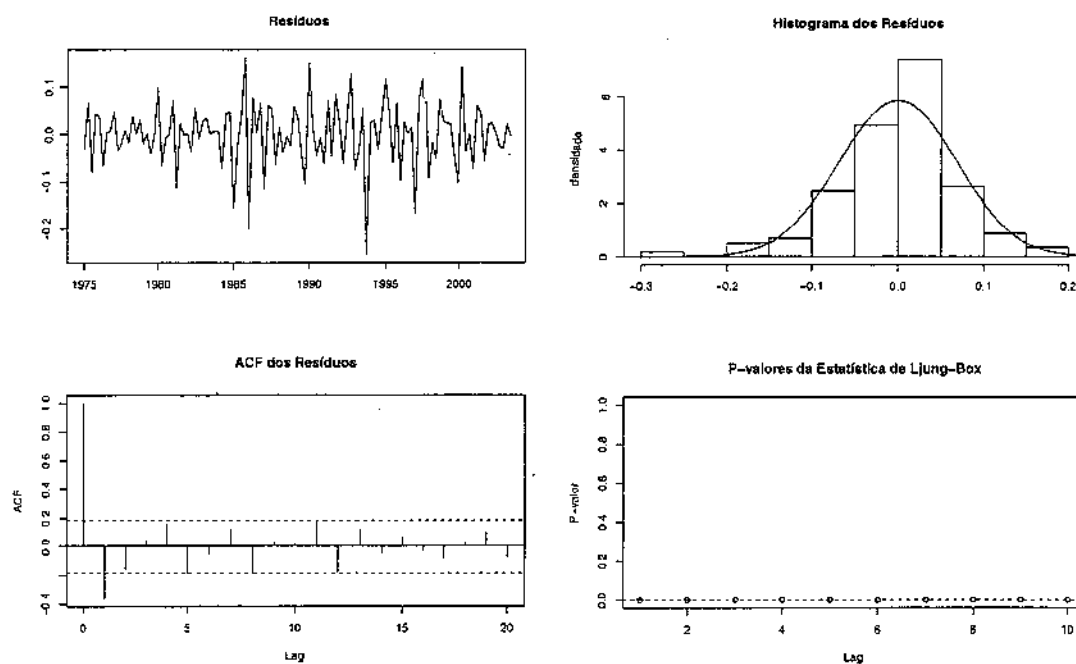 Resíduos
0.1
0.0
-0.1
-0.2
1975 1980 1985 1990 1995 2000
Histograma dos Resíduos
densidade
6
4
2
0
-0.3 -0.2 -0.1 0.0 0.1 0.2
ACF dos Resíduos
ACF
1.0
0.8
0.6
0.4
0.2
0.0
-0.4
0 5 10 15 20
Lag
P-valores da Estatística de Ljung-Box
P-valor
1.0
0.8
0.6
0.4
0.2
0.0
2 4 6 8 10
Lag